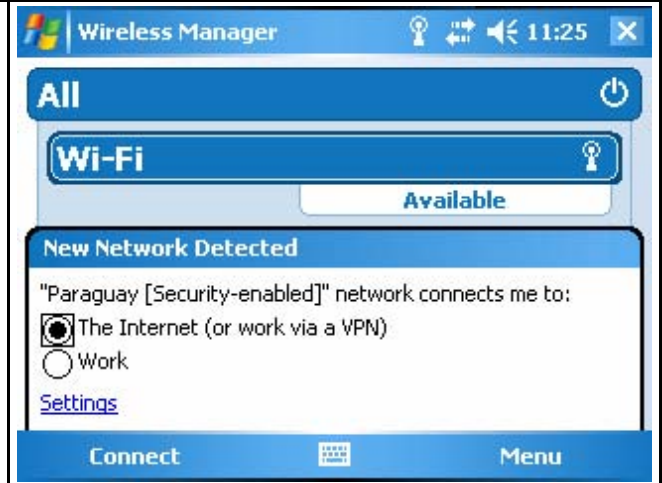 Wireless Manager 11:25
All
Wi-Fi
Available
New Network Detected
"Paraguay [Security-enabled]" network connects me to:
The Internet (or work via a VPN)
Work
Settings
Connect Menu